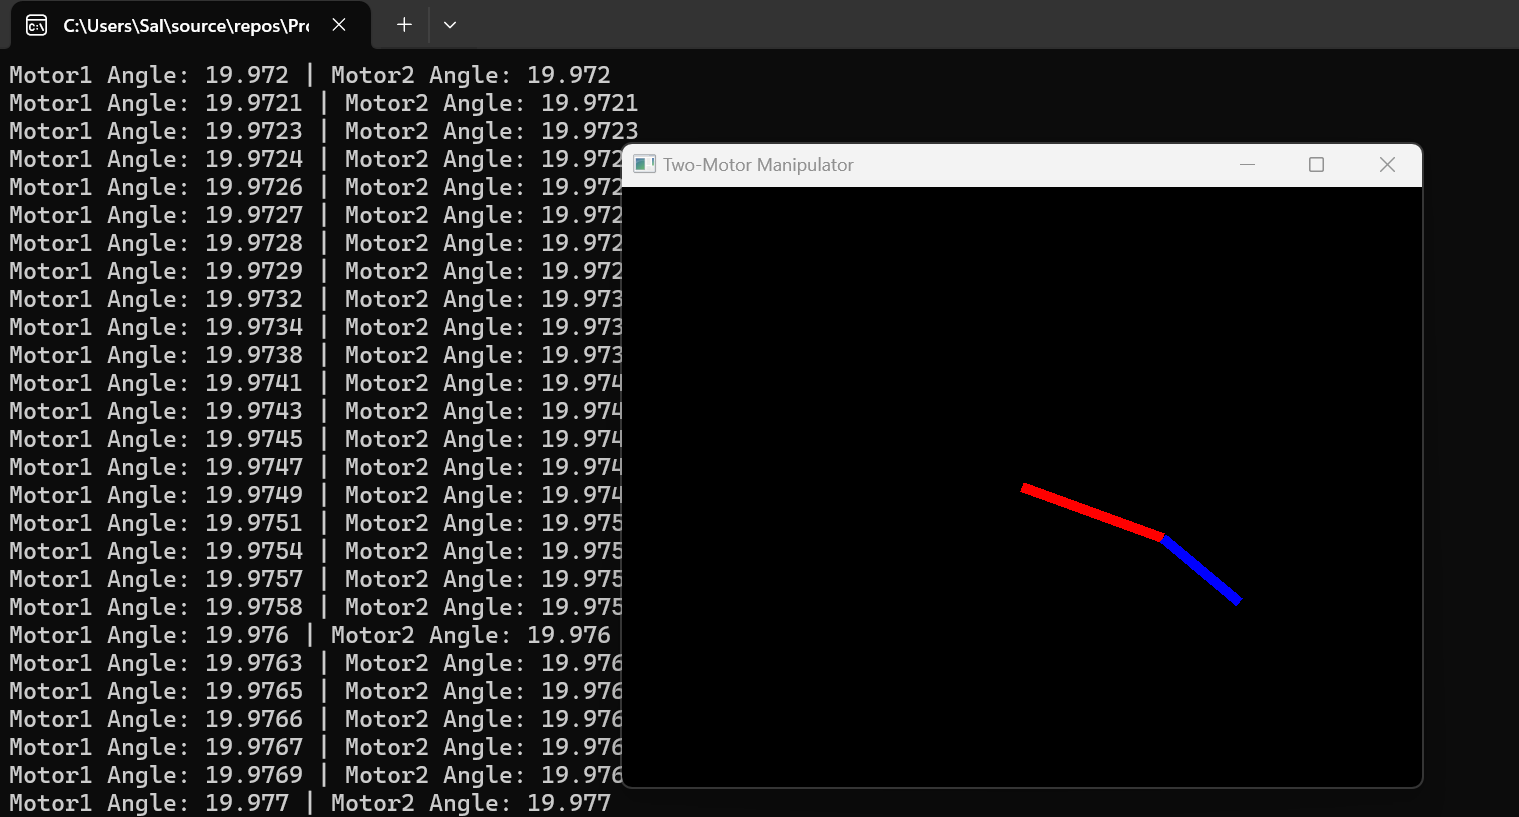 C:\Users\Sal\source\repos\Pro
Motor1 Angle: 19.972 | Motor2 Angle: 19.972
Motor1 Angle: 19.9721 | Motor2 Angle: 19.9721
Motor1 Angle: 19.9723 | Motor2 Angle: 19.9723
Motor1 Angle: 19.9724 | Motor2 Angle: 19.972
Two-Motor Manipulator
Motor1 Angle: 19.9726 | Motor2 Angle: 19.972
Motor1 Angle: 19.9727 | Motor2 Angle: 19.972
Motor1 Angle: 19.9728 | Motor2 Angle: 19.972
Motor1 Angle: 19.9729 | Motor2 Angle: 19.972
Motor1 Angle: 19.9732 | Motor2 Angle: 19.973
Motor1 Angle: 19.9734 | Motor2 Angle: 19.973
Motor1 Angle: 19.9738 | Motor2 Angle: 19.973
Motor1 Angle: 19.9741 | Motor2 Angle: 19.974
Motor1 Angle: 19.9743 | Motor2 Angle: 19.974
Motor1 Angle: 19.9745 | Motor2 Angle: 19.974
Motor1 Angle: 19.9747 | Motor2 Angle: 19.974
Motor1 Angle: 19.9749 | Motor2 Angle: 19.974
Motor1 Angle: 19.9751 | Motor2 Angle: 19.975
Motor1 Angle: 19.9754 | Motor2 Angle: 19.975
Motor1 Angle: 19.9757 | Motor2 Angle: 19.975
Motor1 Angle: 19.9758 | Motor2 Angle: 19.975
Motor1 Angle: 19.976 | Motor2 Angle: 19.976
Motor1 Angle: 19.9763 | Motor2 Angle: 19.976
Motor1 Angle: 19.9765 | Motor2 Angle: 19.976
Motor1 Angle: 19.9766 | Motor2 Angle: 19.976
Motor1 Angle: 19.9767 | Motor2 Angle: 19.976
Motor1 Angle: 19.9769 | Motor2 Angle: 19.976
Motor1 Angle: 19.977 | Motor2 Angle: 19.977